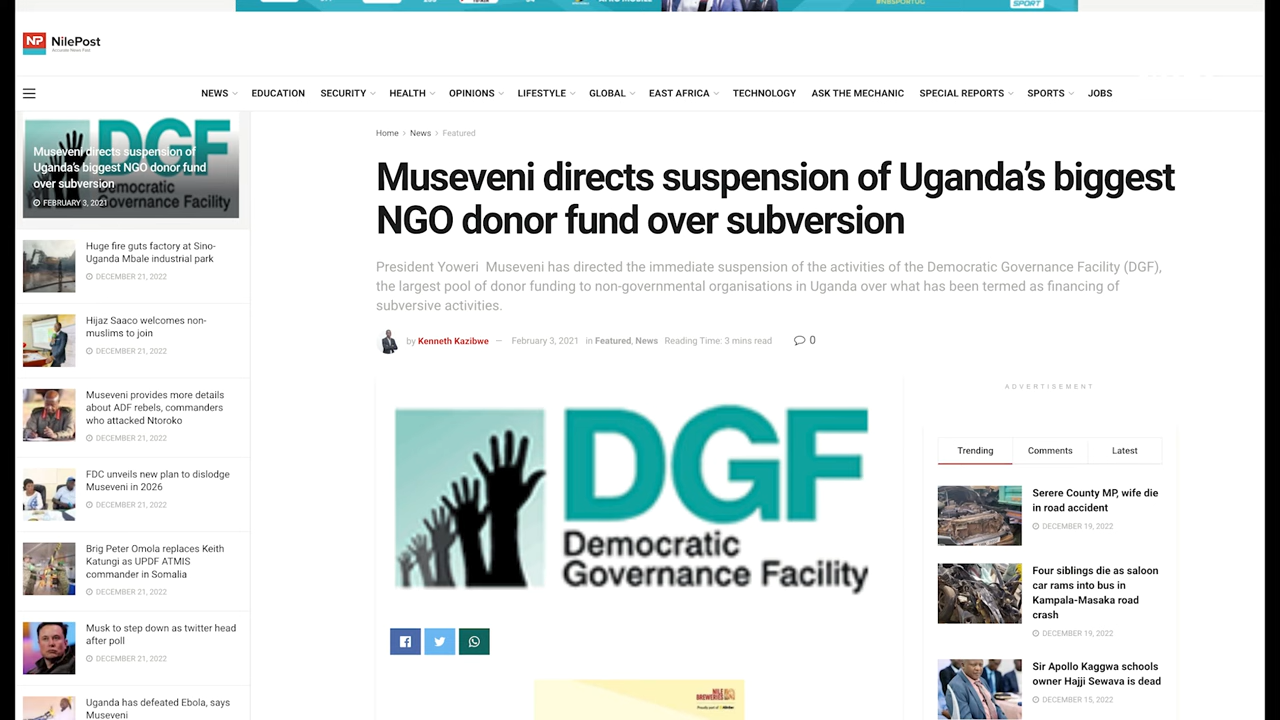 #NBSPORTUG
SPORT
NP NilePost
NEWS
EDUCATION
SECURITY
HEALTH
OPINIONS
LIFESTYLE
GLOBAL
EAST AFRICA
TECHNOLOGY
ASK THE MECHANIC
SPECIAL REPORTS
SPORTS
JOBS
DGF
Democratic
Governance Facility
Museveni directs suspension of
Uganda's biggest NGO donor fund
over subversion
FEBRUARY 3, 2021
Huge fire guts factory at Sino-
Uganda Mbale industrial park
DECEMBER 21, 2022
Hijaz Saaco welcomes non-
muslims to join
DECEMBER 21, 2022
Museveni provides more details
about ADF rebels, commanders
who attacked Ntoroko
DECEMBER 21, 2022
FDC unveils new plan to dislodge
Museveni in 2026
DECEMBER 21, 2022
Brig Peter Omola replaces Keith
Katungi as UPDF ATMIS
commander in Somalia
DECEMBER 21, 2022
Musk to step down as twitter head
after poll
DECEMBER 21, 2022
Uganda has defeated Ebola, says
Museveni
Home > News > Featured
Museveni directs suspension of Uganda's biggest
NGO donor fund over subversion
President Yoweri  Museveni has directed the immediate suspension of the activities of the Democratic Governance Facility (DGF),
the largest pool of donor funding to non-governmental organisations in Uganda over what has been termed as financing of
subversive activities.
by Kenneth Kazibwe — February 3, 2021 in Featured, News Reading Time: 3 mins read 0
DGF
Democratic
Governance Facility
NILE
BREWERIES
ADVERTISEMENT
Trending
Comments
Latest
Serere County MP, wife die
in road accident
DECEMBER 19, 2022
Four siblings die as saloon
car rams into bus in
Kampala-Masaka road
crash
DECEMBER 19, 2022
Sir Apollo Kaggwa schools
owner Hajji Sewava is dead
DECEMBER 15, 2022